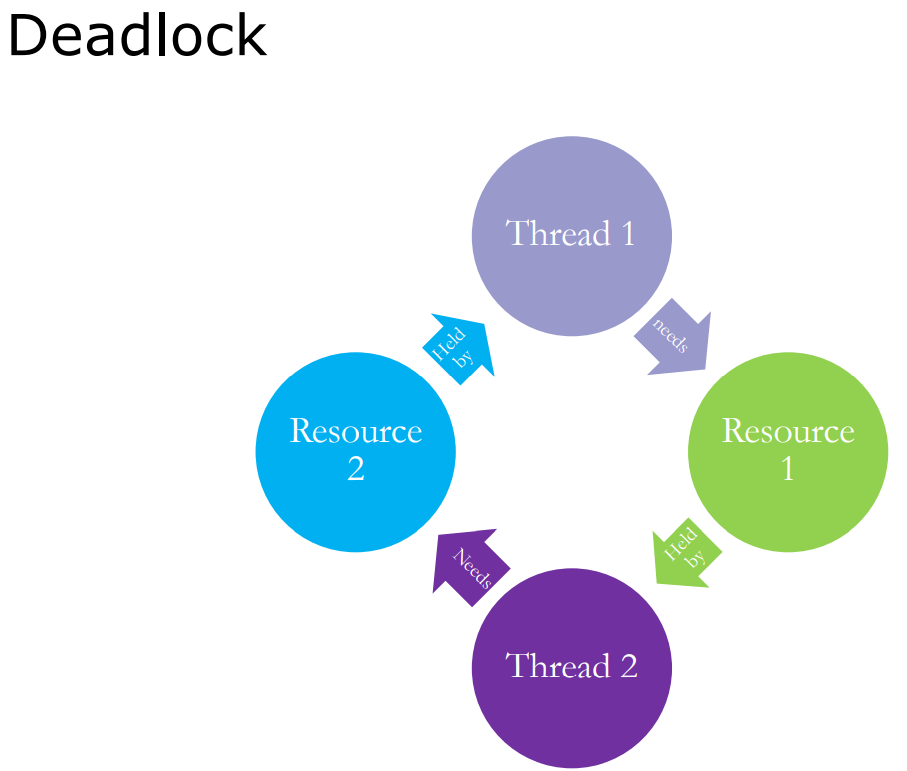 Deadlock
Thread 1
needs
Resource
1
Held
by
Thread 2
Needs
Resource
2
Held
by